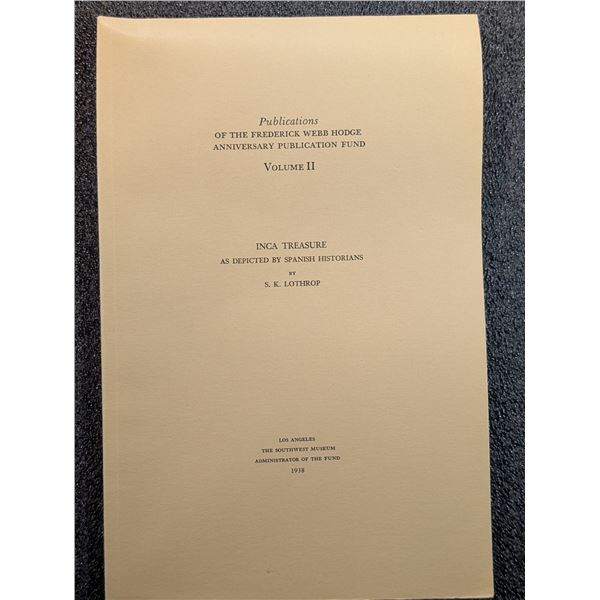 Publications
OF THE FREDERICK WEBB HODGE
ANNIVERSARY PUBLICATION FUND
VOLUME II
INCA TREASURE
AS DEPICTED BY SPANISH HISTORIANS
BY
S. K. LOTHROP
LOS ANGELES
THE SOUTHWEST MUSEUM
ADMINISTRATOR OF THE FUND
1938